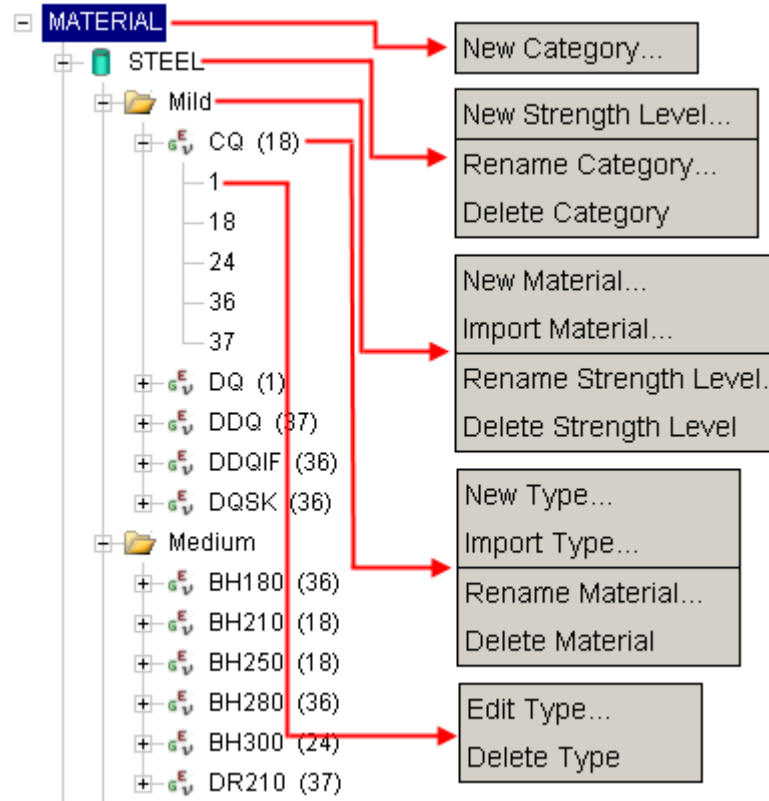 MATERIAL
STEEL
Mild
CQ (18)
1
18
24
36
37
DQ (1)
DDQ (37)
DDQIF (36)
DQSK (36)
Medium
BH180 (36)
BH210 (18)
BH250 (18)
BH280 (36)
BH300 (24)
DR210 (37)
New Category...
New Strength Level...
Rename Category...
Delete Category
New Material...
Import Material...
Rename Strength Level.
Delete Strength Level
New Type...
Import Type...
Rename Material...
Delete Material
Edit Type...
Delete Type